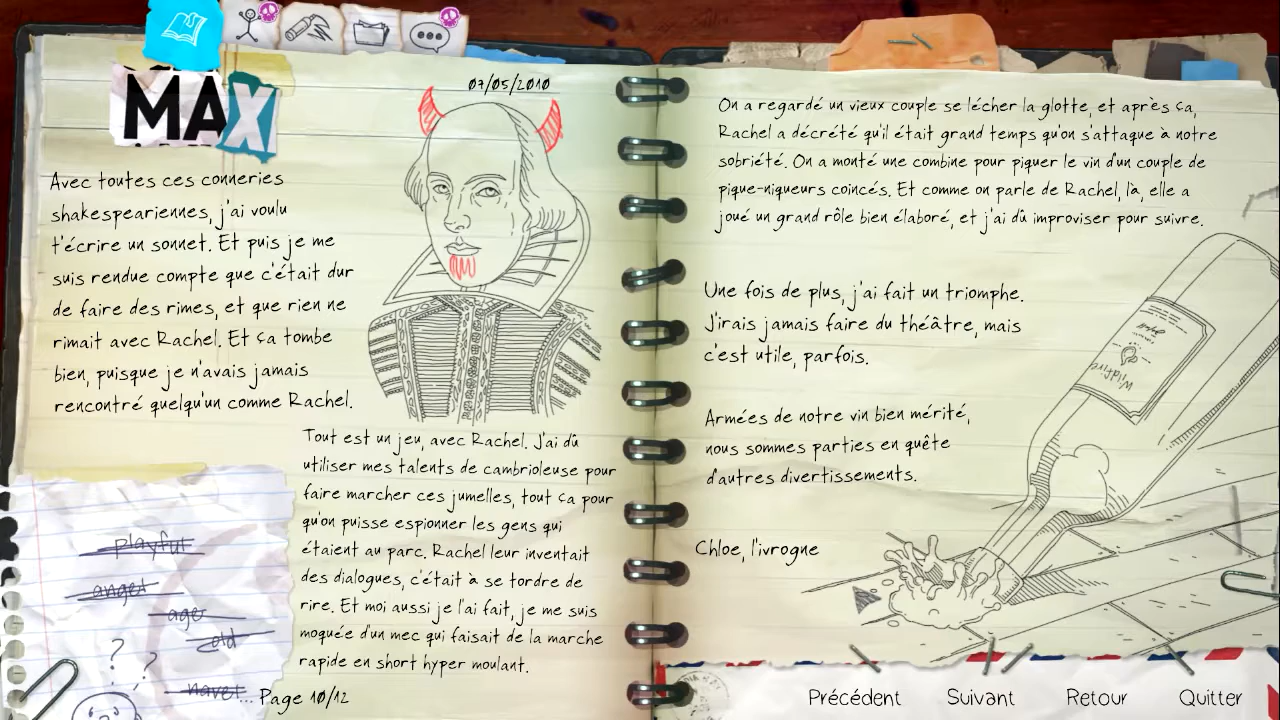 MAX
07/05/2010
Avec toutes ces conneries
shakespeariennes, j'ai voulu
t'écrire un sonnet. Et puis je me
suis rendue compte que c'était dur
de faire des rimes, et que rien ne
rimait avec Rachel. Et ça tombe
bien, puisque je n'avais jamais
rencontré quelqu'un comme Rachel.
Tout est un jeu, avec Rachel. J'ai dû
utiliser mes talents de cambrioleuse pour
faire marcher ces jumelles, tout ça pour
qu'on puisse espionner les gens qui
étaient au parc. Rachel leur inventait
des dialogues, c'était à se tordre de
rire. Et moi aussi je l'ai fait, je me suis
moquée d'un mec qui faisait de la marche
rapide en short hyper moulant.
playful
anger
ager
old
navel...
? ?
Page 10/12
On a regardé un vieux couple se lécher la glotte, et après ça,
Rachel a décrété qu'il était grand temps qu'on s'attaque à notre
sobriété. On a monté une combine pour piquer le vin d'un couple de
pique-niqueurs coincés. Et comme on parle de Rachel, là, elle a
joué un grand rôle bien élaboré, et j'ai dû improviser pour suivre.
Une fois de plus, j'ai fait un triomphe.
J'irais jamais faire du théâtre, mais
c'est utile, parfois.
Armées de notre vin bien mérité,
nous sommes parties en quête
d'autres divertissements.
Chloe, l'ivrogne
Précédent Suivant Retour Quitter